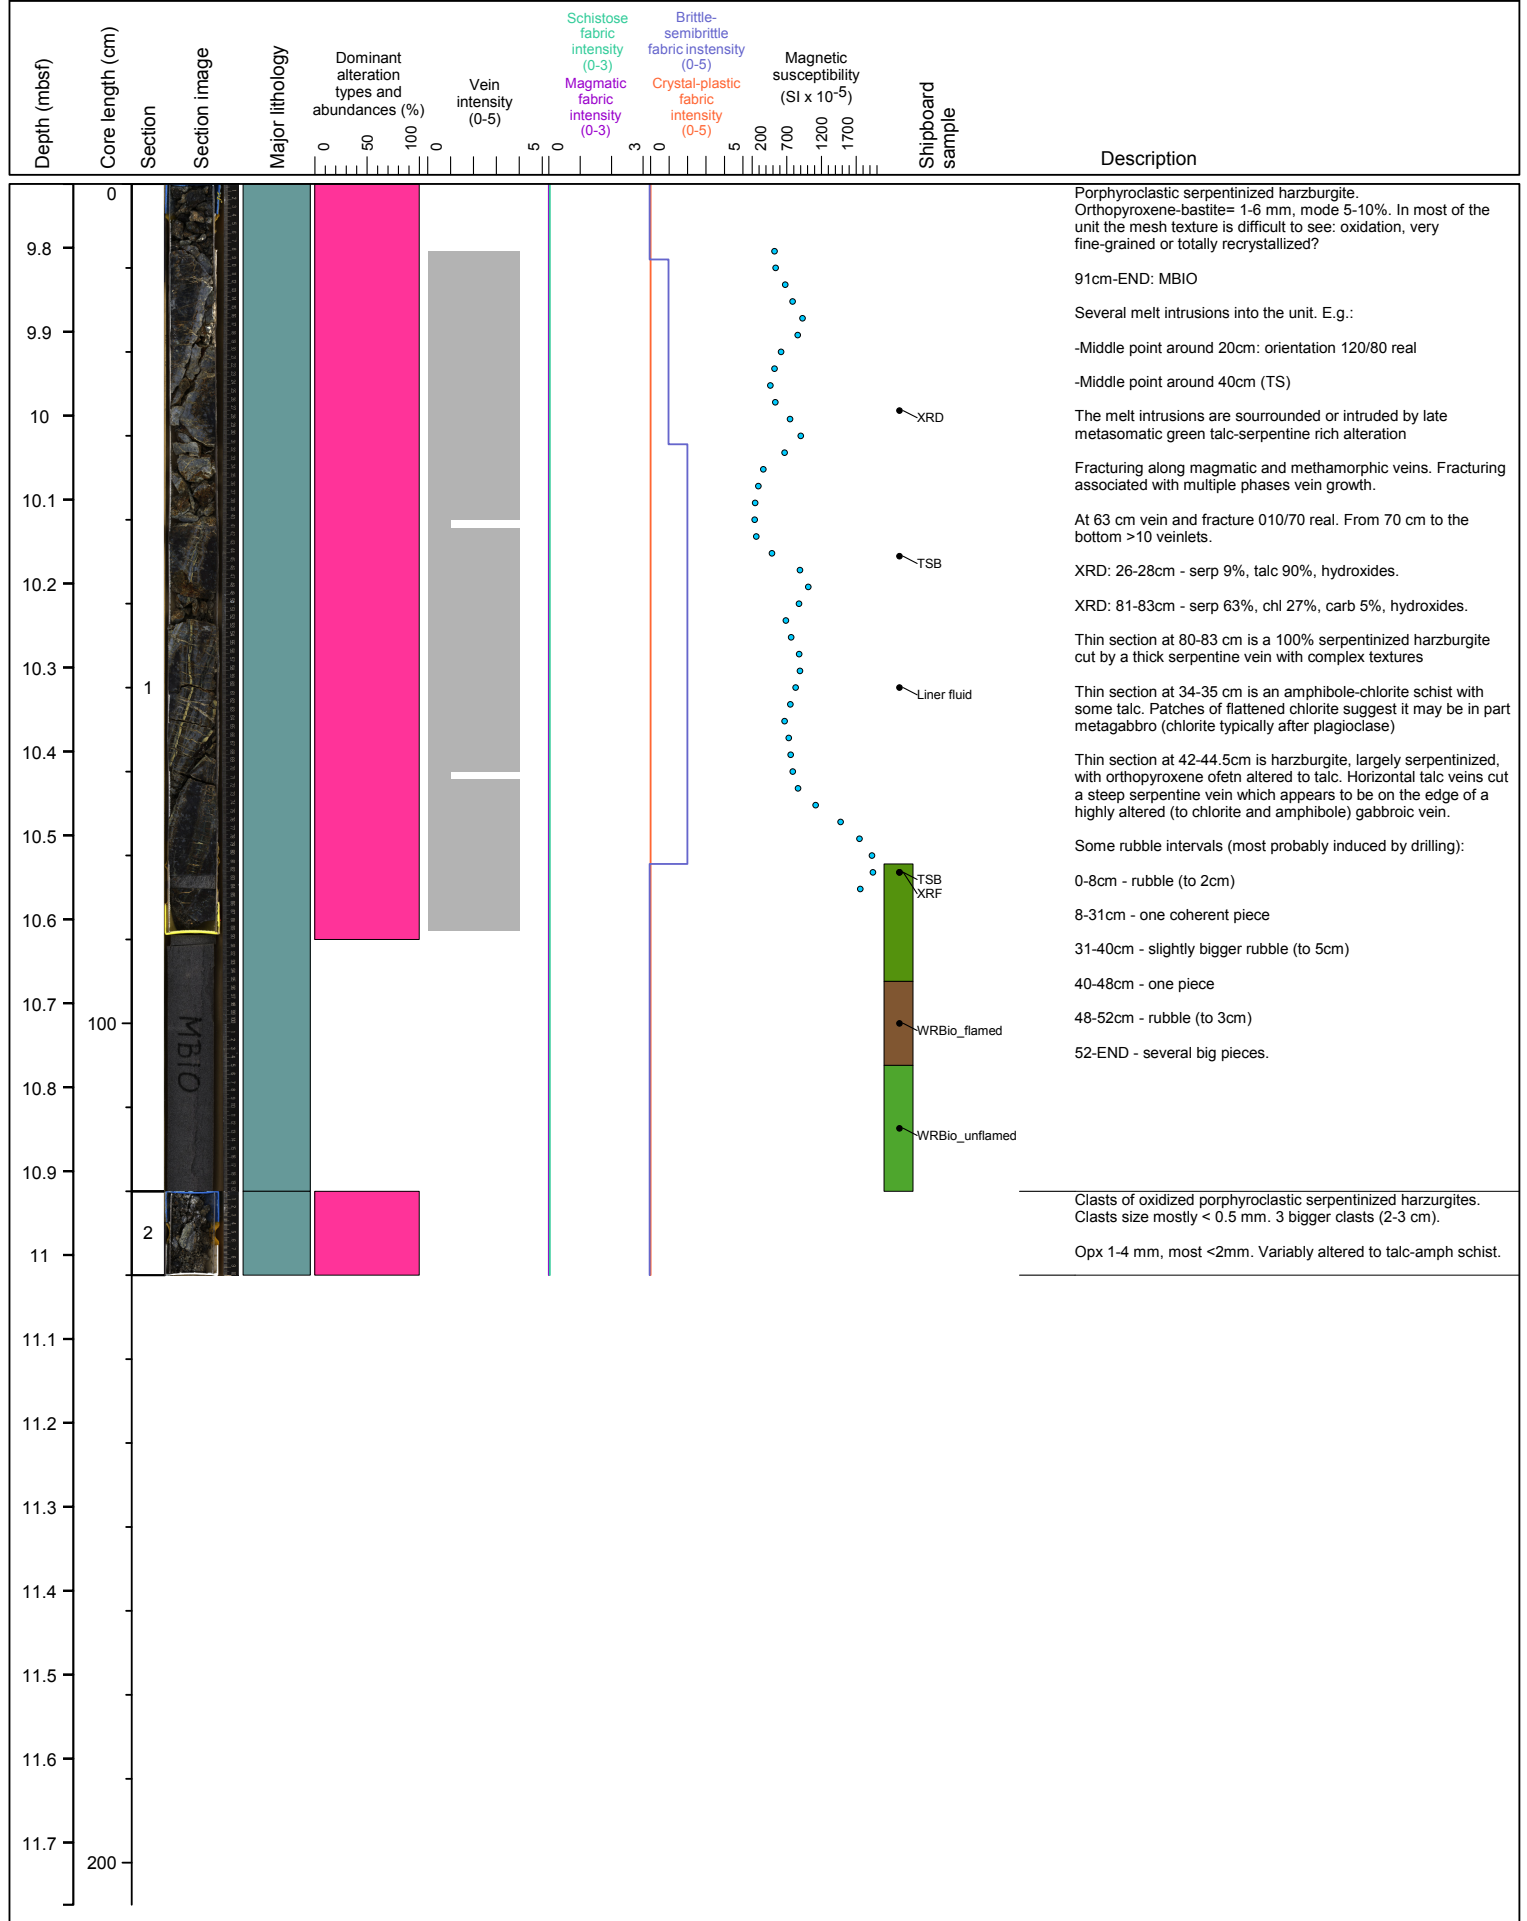 Depth (mbsf)
Core length (cm)
Section
Section image
Major lithology
Dominant
alteration
types and
abundances (%)
0 50 100
Vein
intensity
(0-5)
0 5
Schistose
fabric
intensity
(0-3)
Magmatic
fabric
intensity
(0-3)
0 3
Brittle-
semibrittle
fabric instensity
(0-5)
Crystal-plastic
fabric
intensity
(0-5)
0 5
Magnetic
susceptibility
(SI x 10-5)
200 700 1200 1700
Shipboard
sample
Description
9.8
9.9
10
10.1
10.2
10.3
10.4
10.5
10.6
10.7
10.8
10.9
11
11.1
11.2
11.3
11.4
11.5
11.6
11.7
0
100
200
1
2
MBIO
XRD
TSB
Liner fluid
TSB
XRF
WRBio_flamed
WRBio_unflamed
Porphyroclastic serpentinized harzburgite.
Orthopyroxene-bastite= 1-6 mm, mode 5-10%. In most of the
unit the mesh texture is difficult to see: oxidation, very
fine-grained or totally recrystallized?
91cm-END: MBIO
Several melt intrusions into the unit. E.g.:
-Middle point around 20cm: orientation 120/80 real
-Middle point around 40cm (TS)
The melt intrusions are sourrounded or intruded by late
metasomatic green talc-serpentine rich alteration
Fracturing along magmatic and methamorphic veins. Fracturing
associated with multiple phases vein growth.
At 63 cm vein and fracture 010/70 real. From 70 cm to the
bottom >10 veinlets.
XRD: 26-28cm - serp 9%, talc 90%, hydroxides.
XRD: 81-83cm - serp 63%, chl 27%, carb 5%, hydroxides.
Thin section at 80-83 cm is a 100% serpentinized harzburgite
cut by a thick serpentine vein with complex textures
Thin section at 34-35 cm is an amphibole-chlorite schist with
some talc. Patches of flattened chlorite suggest it may be in part
metagabbro (chlorite typically after plagioclase)
Thin section at 42-44.5cm is harzburgite, largely serpentinized,
with orthopyroxene ofetn altered to talc. Horizontal talc veins cut
a steep serpentine vein which appears to be on the edge of a
highly altered (to chlorite and amphibole) gabbroic vein.
Some rubble intervals (most probably induced by drilling):
0-8cm - rubble (to 2cm)
8-31cm - one coherent piece
31-40cm - slightly bigger rubble (to 5cm)
40-48cm - one piece
48-52cm - rubble (to 3cm)
52-END - several big pieces.
Clasts of oxidized porphyroclastic serpentinized harzurgites.
Clasts size mostly < 0.5 mm. 3 bigger clasts (2-3 cm).
Opx 1-4 mm, most <2mm. Variably altered to talc-amph schist.